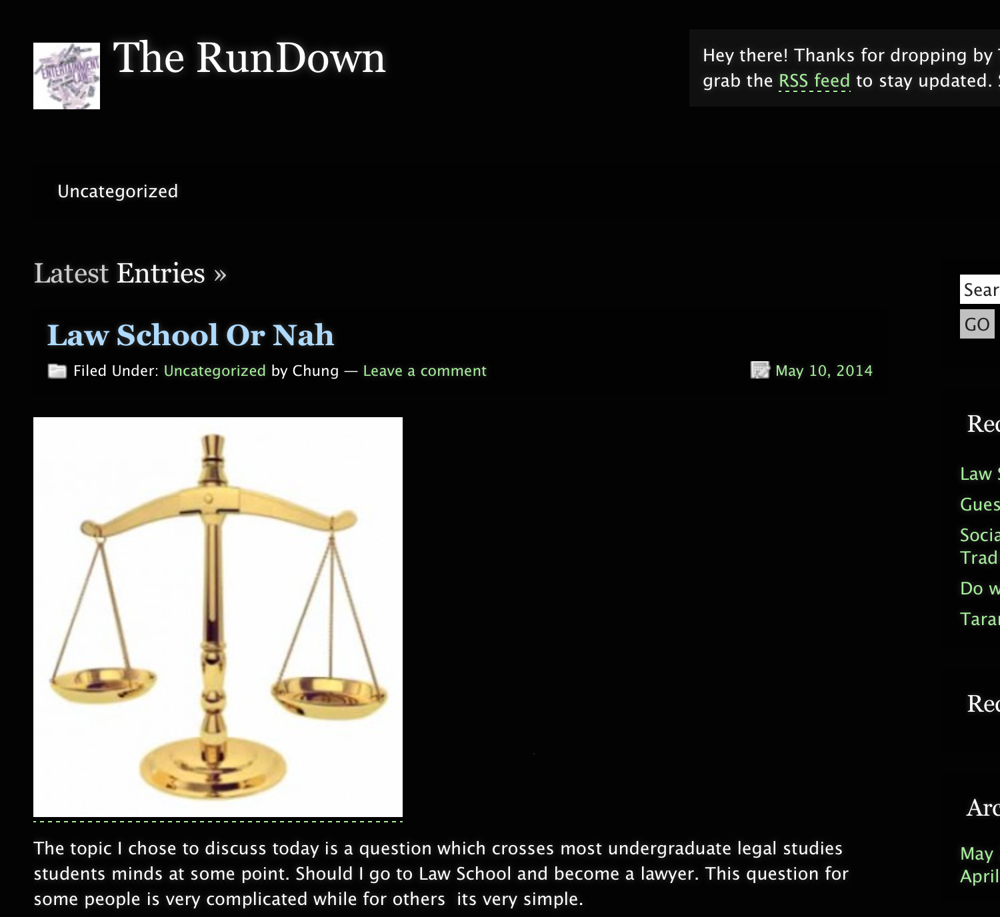 ENTERTAINMENT
LAW
The RunDown
Hey there! Thanks for dropping by
grab the RSS feed to stay updated.
Uncategorized
Latest Entries »
Law School Or Nah
Filed Under: Uncategorized by Chung — Leave a comment
May 10, 2014
The topic I chose to discuss today is a question which crosses most undergraduate legal studies
students minds at some point. Should I go to Law School and become a lawyer. This question for
some people is very complicated while for others  its very simple.
Sear
GO
Rec
Law S
Gues
Socia
Trad
Do w
Taran
Rec
Arc
May
April